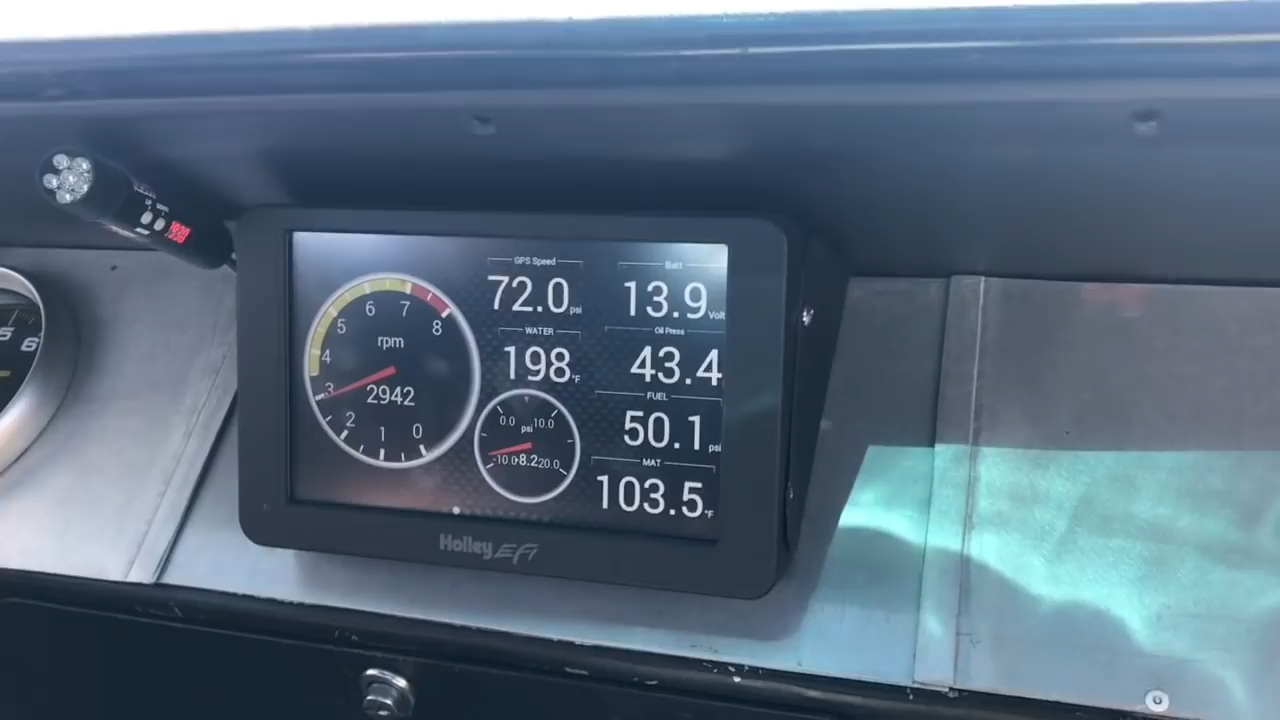 GPS Speed
72.0 psi
Batt
13.9 Volt
WATER
198 °F
Oil Press
43.4
FUEL
50.1 psi
MAT
103.5 °F
rpm
2942
0
1
2
3
4
5
6
7
8
0.0
10.0
psi
-10.0
-8.2
20.0
Holley EFI
5
6